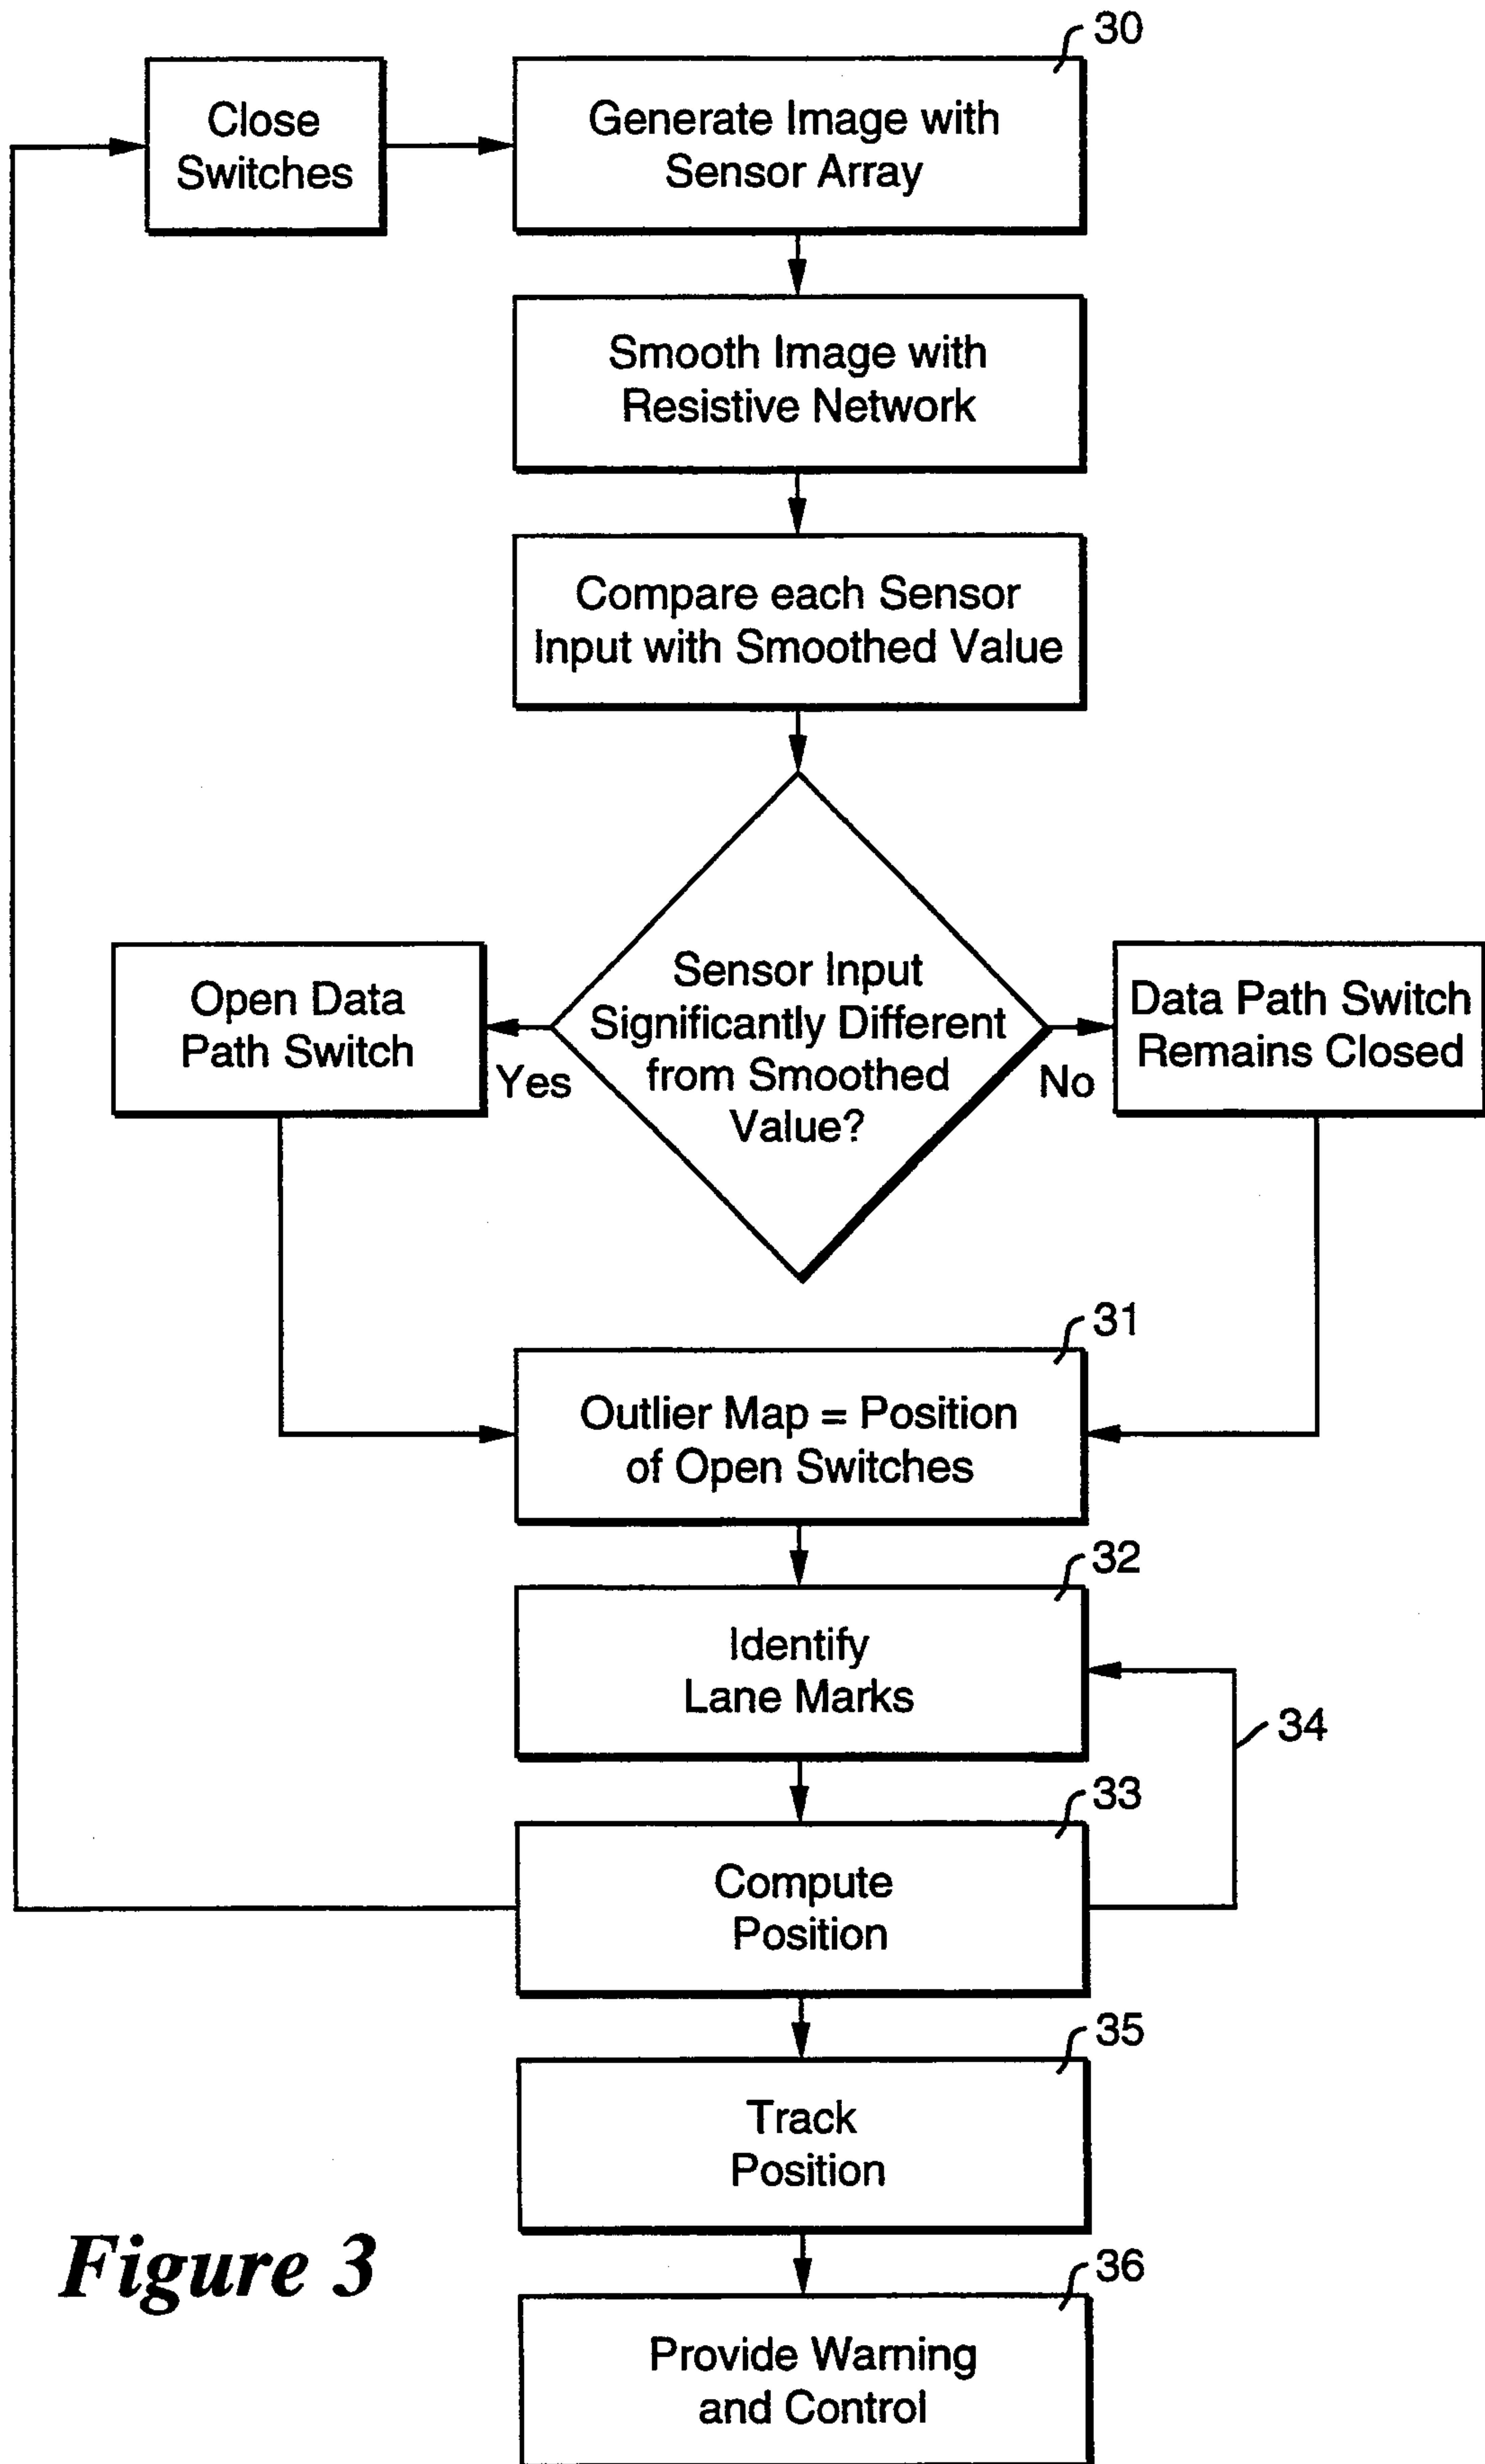 30
Close
Switches
Generate Image with
Sensor Array
Smooth Image with
Resistive Network
Compare each Sensor
Input with Smoothed Value
Sensor Input
Significantly Different
from Smoothed
Value?
Open Data
Path Switch
Yes
No
Data Path Switch
Remains Closed
31
Outlier Map = Position
of Open Switches
32
Identify
Lane Marks
34
33
Compute
Position
35
Track
Position
36
Provide Warning
and Control
Figure 3